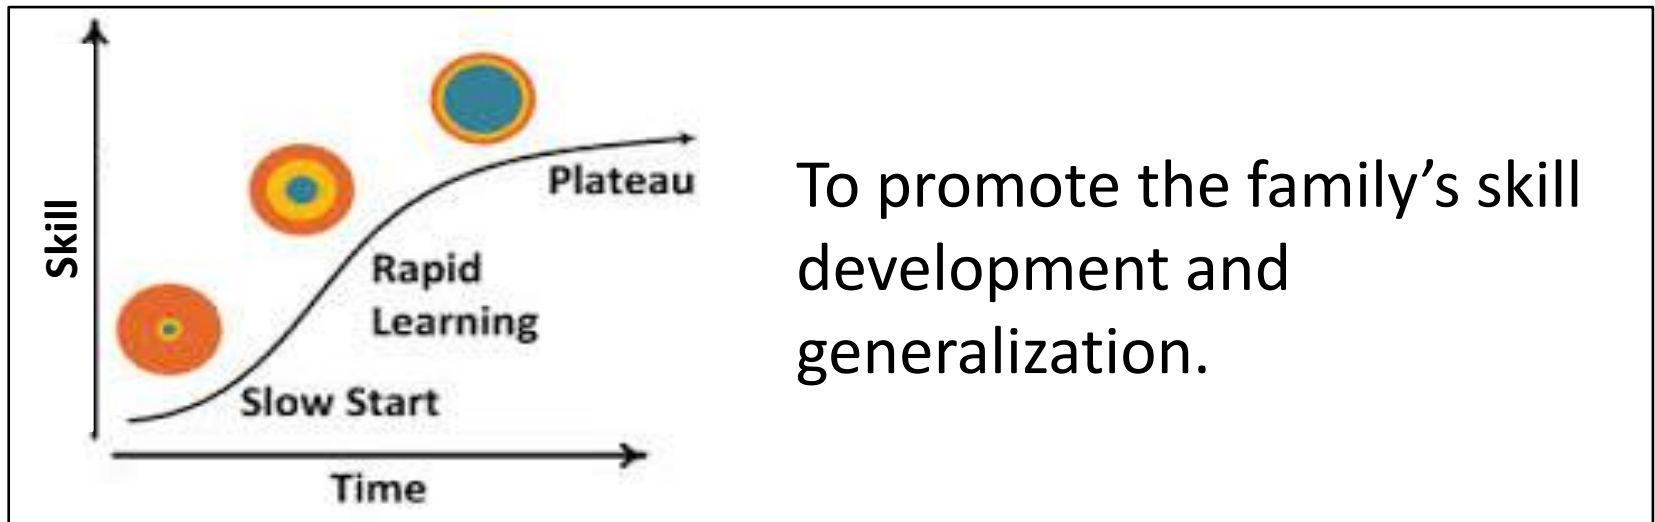 Skill
Plateau
Rapid
Learning
Slow Start
Time
To promote the family’s skill
development and
generalization.